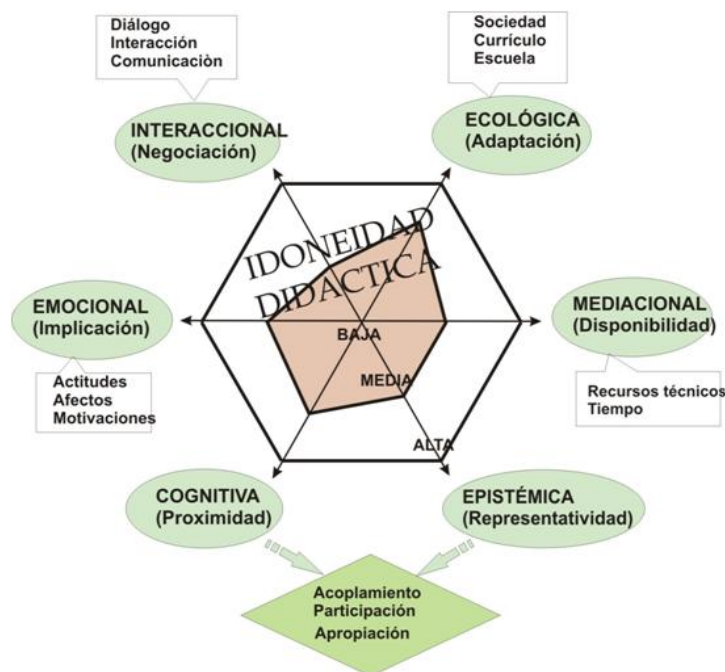 Diálogo
Interacción
Comunicaciòn
Sociedad
Currículo
Escuela
INTERACCIONAL
(Negociación)
ECOLÓGICA
(Adaptación)
IDONEIDAD
DIDACTICA
EMOCIONAL
(Implicación)
MEDIACIONAL
(Disponibilidad)
BAJA
MEDIA
ALTA
Actitudes
Afectos
Motivaciones
Recursos técnicos
Tiempo
COGNITIVA
(Proximidad)
EPISTÉMICA
(Representatividad)
Acoplamiento
Participación
Apropiación